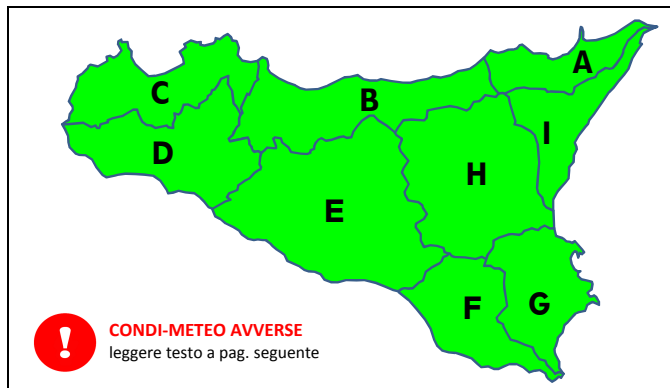 A
C
B
I
D
H
E
F
G
!
CONDI-METEO AVVERSE
leggere testo a pag. seguente